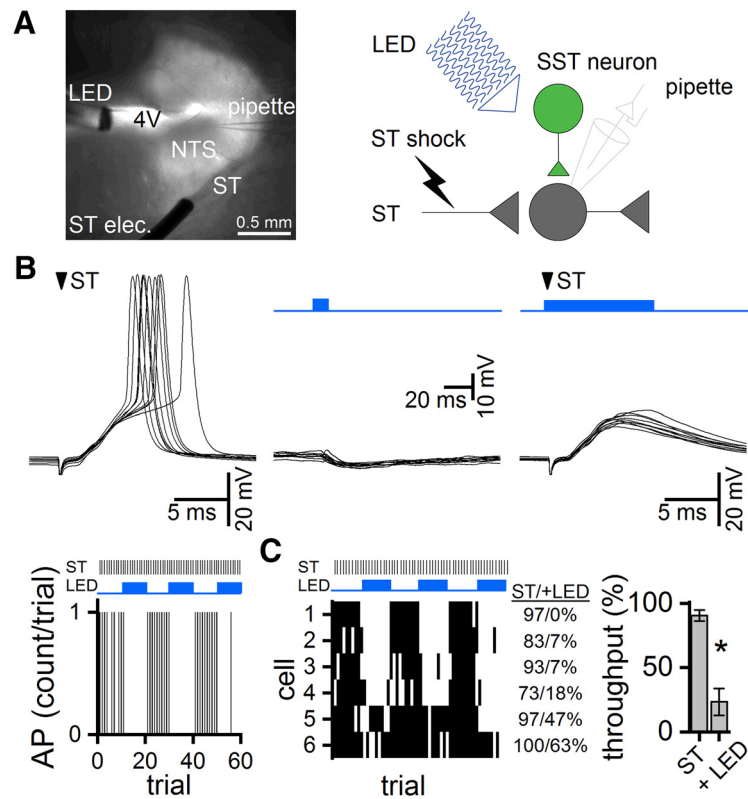 A
LED
4V
pipette
NTS
ST
ST elec.
0.5 mm
LED
SST neuron
pipette
ST shock
ST
B
ST
5 ms
20 mV
20 ms
10 mV
ST
5 ms
20 mV
ST
LED
AP (count/trial)
1
0
0 20 40 60
trial
C
ST
LED
ST/+LED
cell
1 97/0%
2 83/7%
3 93/7%
4 73/18%
5 97/47%
6 100/63%
trial
throughput (%)
100
50
0
*
ST
+ LED